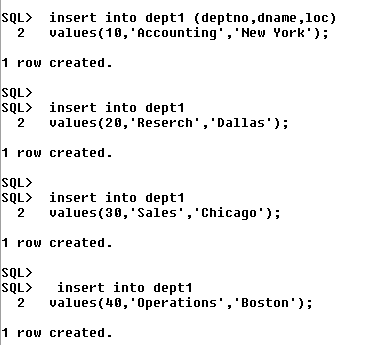 SQL> insert into dept1 (deptno,dname,loc)
2 values(10,'Accounting','New York');
1 row created.
SQL>
SQL> insert into dept1
2 values(20,'Reserch','Dallas');
1 row created.
SQL>
SQL> insert into dept1
2 values(30,'Sales','Chicago');
1 row created.
SQL>
SQL> insert into dept1
2 values(40,'Operations','Boston');
1 row created.